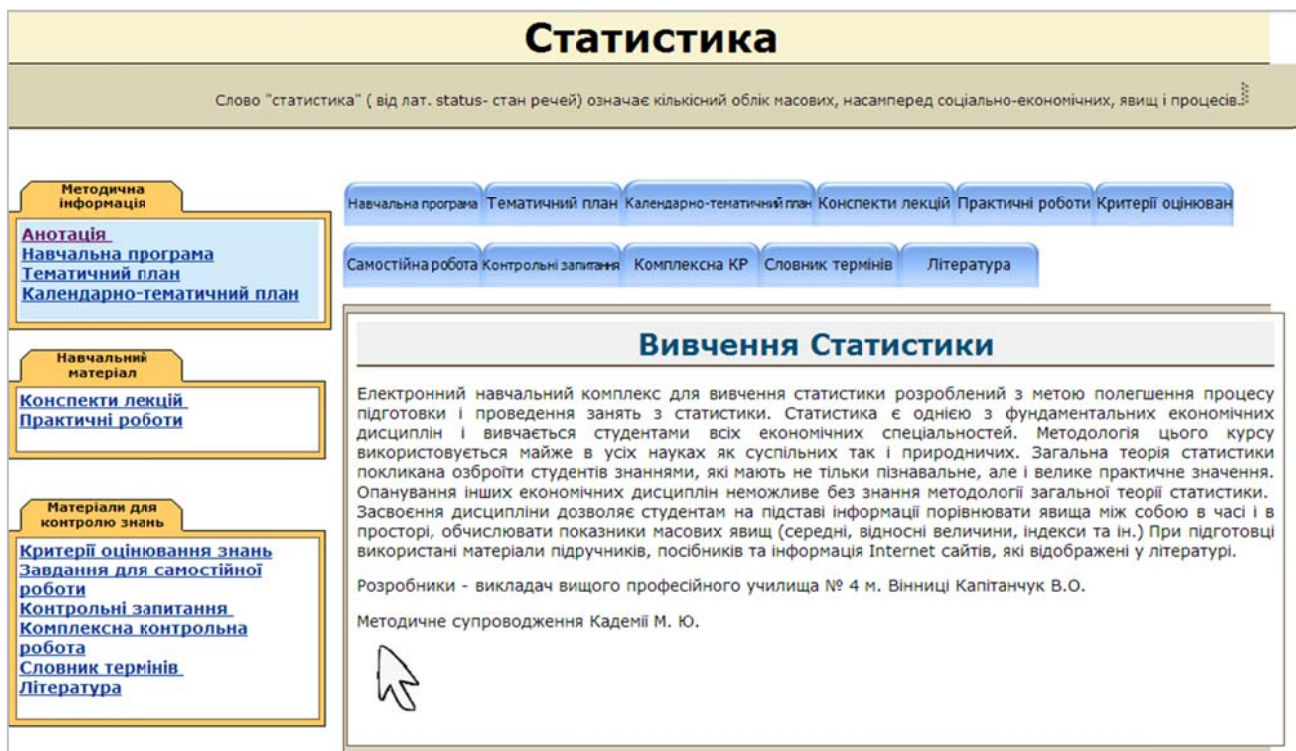 Статистика
Слово "статистика" ( від лат. status- стан речей) означає кількісний облік масових, насамперед соціально-економічних, явищ і процесів.
Методична
інформація
Анотація
Навчальна програма
Тематичний план
Календарно-тематичний план
Навчальний
матеріал
Конспекти лекцій
Практичні роботи
Матеріали для
контролю знань
Критерії оцінювання знань
Завдання для самостійної
роботи
Контрольні запитання
Комплексна контрольна
робота
Словник термінів
Література
Навчальна програма Тематичний план Календарно-тематичний план Конспекти лекцій Практичні роботи Критерії оцінюван
Самостійна робота Контрольні запитання Комплексна КР Словник термінів Література
Вивчення Статистики
Електронний навчальний комплекс для вивчення статистики розроблений з метою полегшення процесу
підготовки і проведення занять з статистики. Статистика є однією з фундаментальних економічних
дисциплін і вивчається студентами всіх економічних спеціальностей. Методологія цього курсу
використовується майже в усіх науках як суспільних так і природничих. Загальна теорія статистики
покликана озброїти студентів знаннями, які мають не тільки пізнавальне, але і велике практичне значення.
Опанування інших економічних дисциплін неможливе без знання методології загальної теорії статистики.
Засвоєння дисципліни дозволяє студентам на підставі інформації порівнювати явища між собою в часі і в
просторі, обчислювати показники масових явищ (середні, відносні величини, індекси та ін.) При підготовці
використані матеріали підручників, посібників та інформація Internet сайтів, які відображені у літературі.
Розробники - викладач вищого професійного училища № 4 м. Вінниці Капітанчук В.О.
Методичне супроводження Кадемії М. Ю.